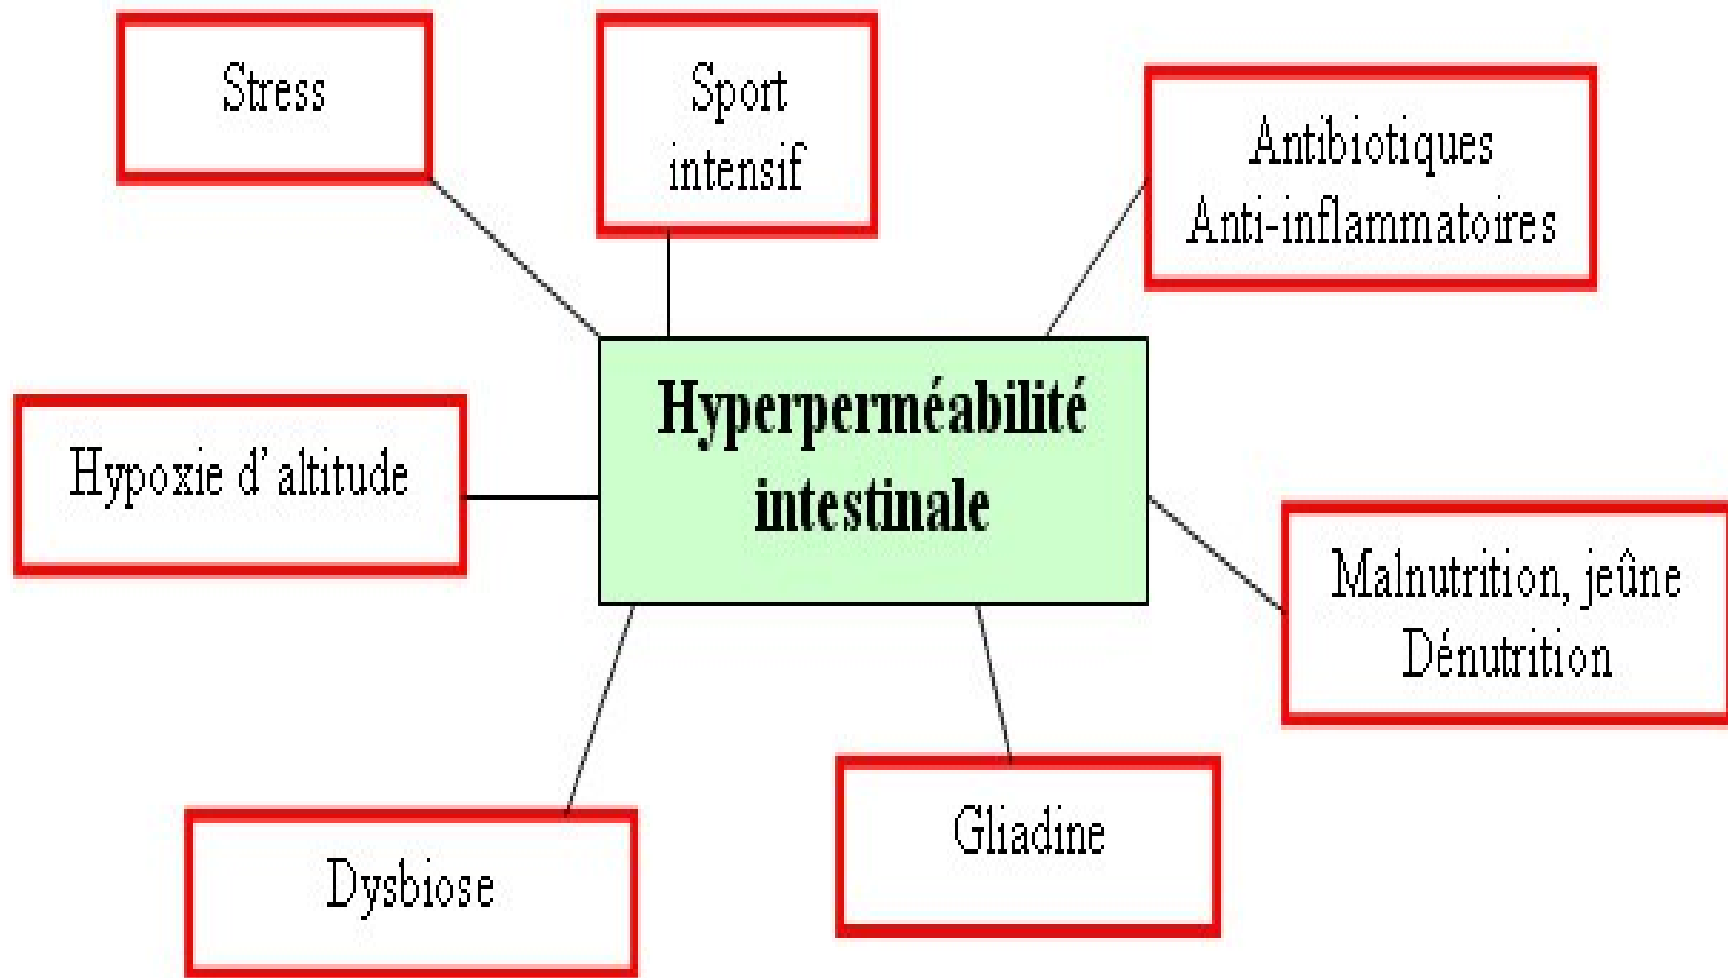 Stress
Sport
intensif
Antibiotiques
Anti-inflammatoires
Hyperperméabilité
intestinale
Hypoxie d'altitude
Malnutrition, jeûne
Dénutrition
Gliadine
Dysbiose